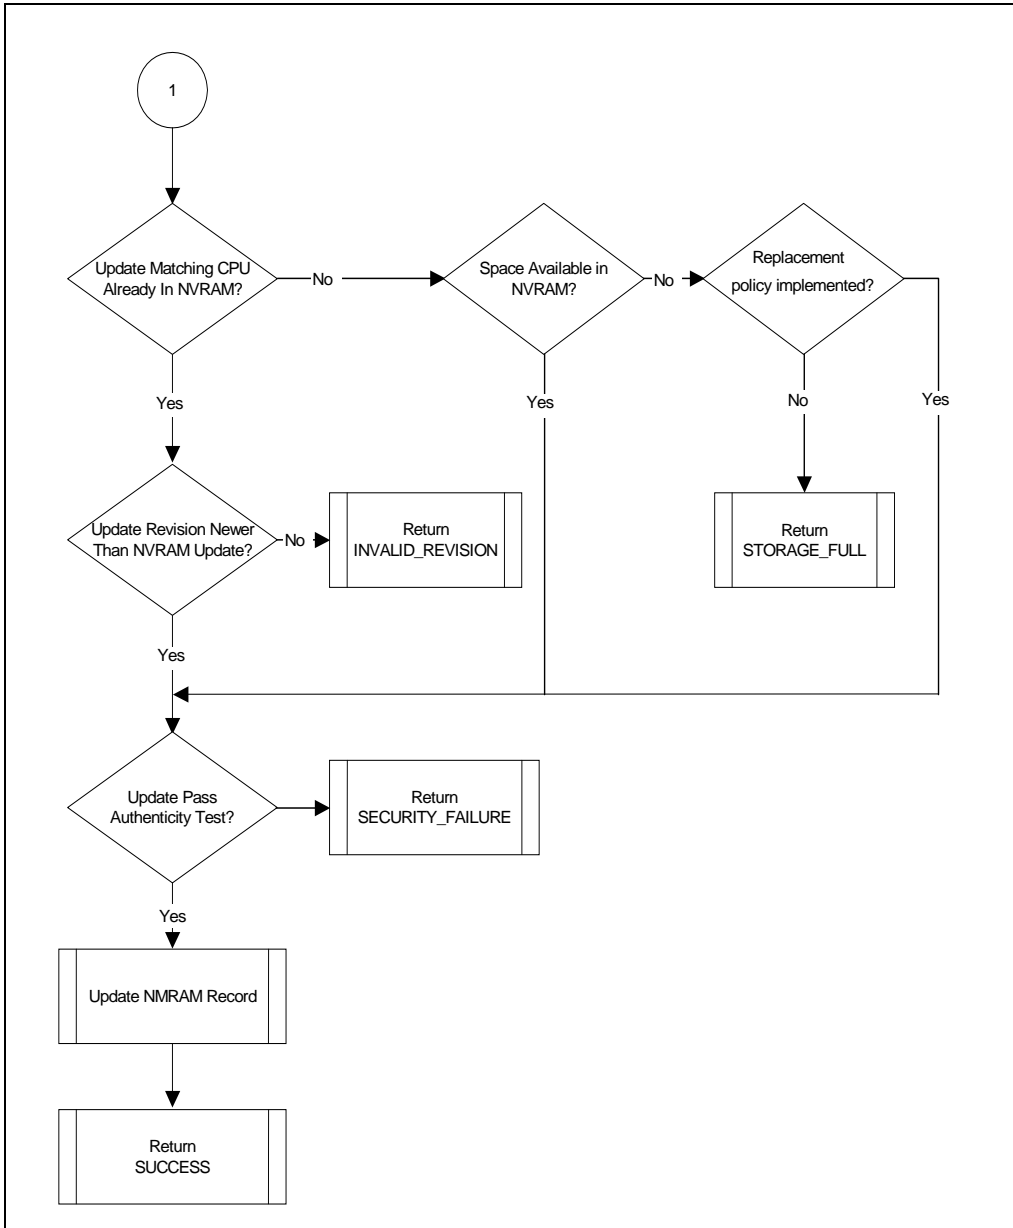 1
Update Matching CPU
Already In NVRAM?
No
Space Available in
NVRAM?
No
Replacement
policy implemented?
Yes
Yes
No
Yes
Update Revision Newer
Than NVRAM Update?
No
Return
INVALID_REVISION
Return
STORAGE_FULL
Yes
Update Pass
Authenticity Test?
Return
SECURITY_FAILURE
Yes
Update NMRAM Record
Return
SUCCESS